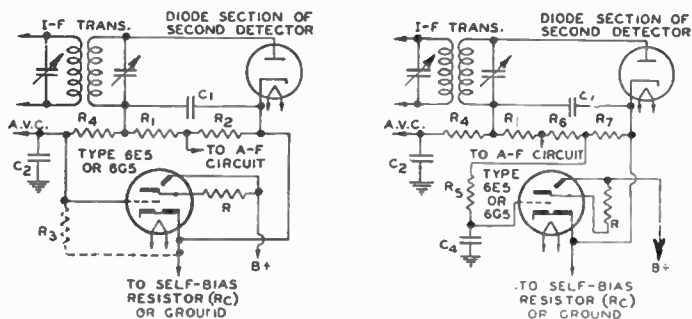 I-F TRANS.
DIODE SECTION OF
SECOND DETECTOR
C1
A.V.C.
R4
R1
R2
C2
TYPE 6E5
OR 6G5
TO A-F
CIRCUIT
R
R3
B+
TO SELF-BIAS
RESISTOR (RC)
OR GROUND
I-F TRANS.
DIODE SECTION OF
SECOND DETECTOR
C1
A.V.C.
R4
R1
R6
R7
C2
TO A-F
CIRCUIT
TYPE
6E5
OR
6G5
R5
R
C4
B+
TO SELF-BIAS
RESISTOR (RC)
OR GROUND